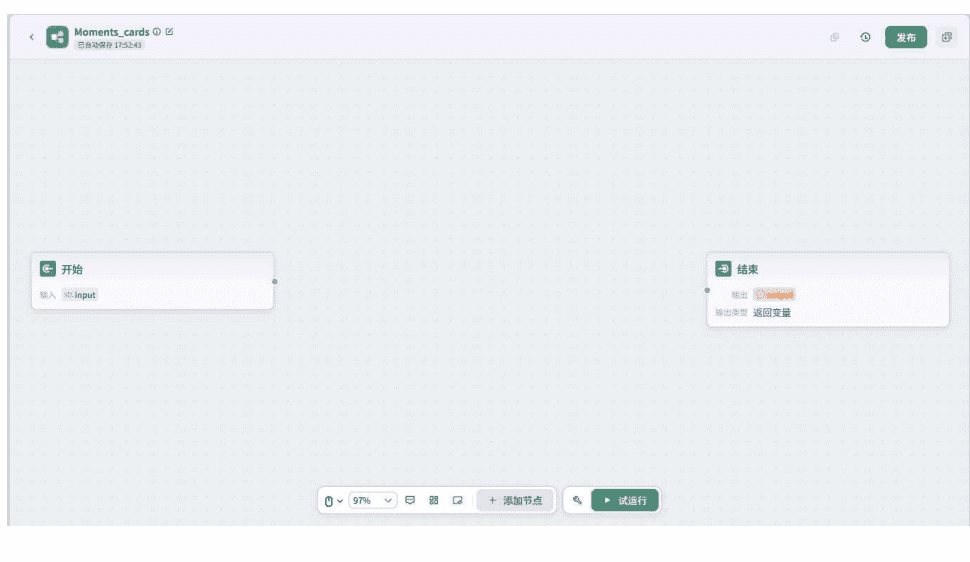 Moments_cards
已自动保存 17:52:43
发布
开始
输入 input
结束
输出
输出类型 返回变量
97%
添加节点
试运行